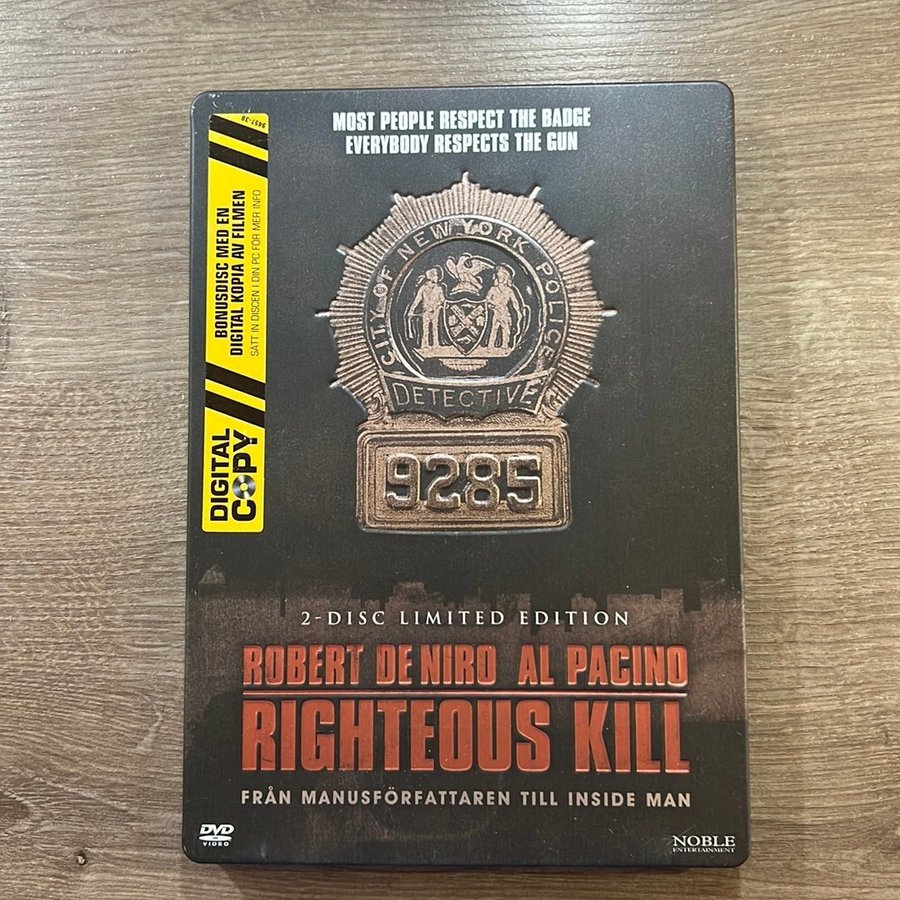 MOST PEOPLE RESPECT THE BADGE
EVERYBODY RESPECTS THE GUN
9457-38
BONUSDISC MED EN
DIGITAL KOPIA AV FILMEN
SÄTT IN DISCEN I DIN PC FÖR MER INFO
DIGITAL
COPY
CITY OF NEW YORK POLICE
DETECTIVE
9285
2-DISC LIMITED EDITION
ROBERT DE NIRO AL PACINO
RIGHTEOUS KILL
FRÅN MANUSFÖRFATTAREN TILL INSIDE MAN
DVD
VIDEO
NOBLE
ENTERTAINMENT